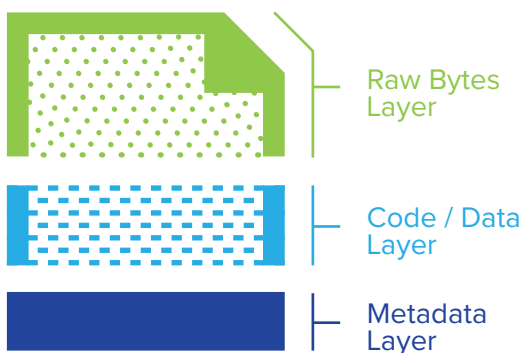 Raw Bytes
Layer
Code / Data
Layer
Metadata
Layer